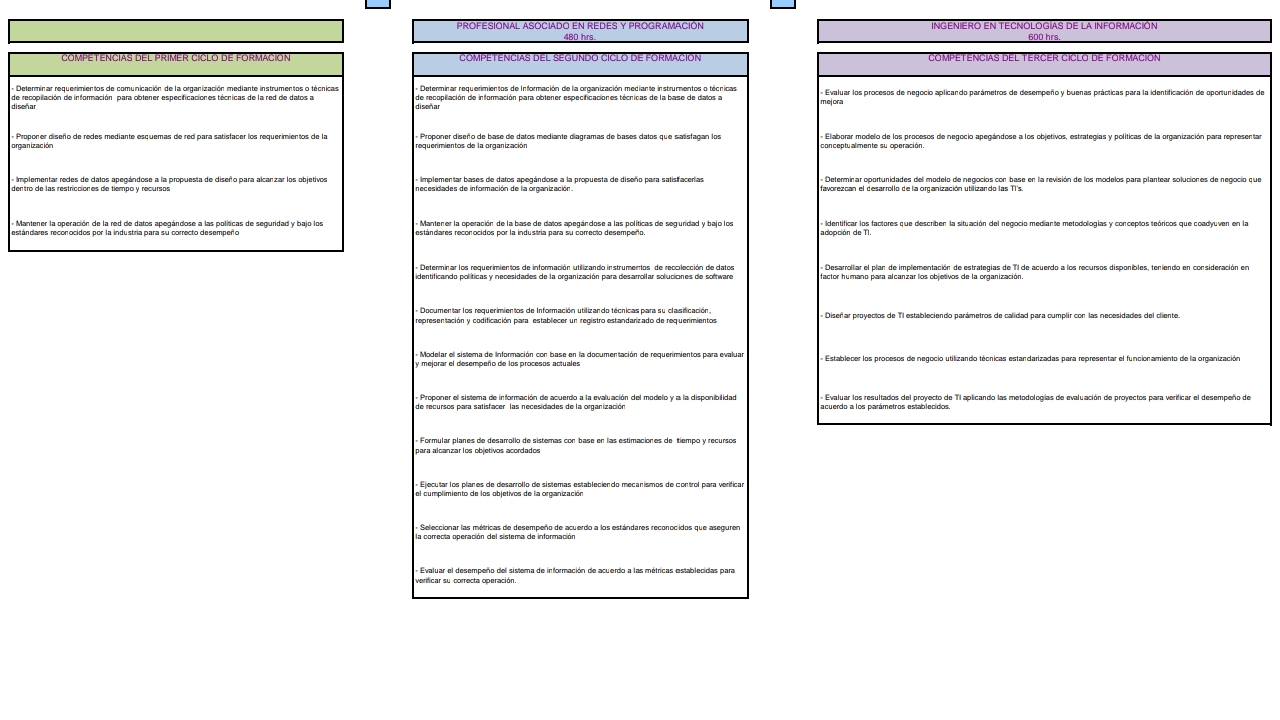 COMPETENCIAS DEL PRIMER CICLO DE FORMACION
- Determinar requerimientos de comunicación de la organización mediante instrumentos o técnicas
de recopilación de información para obtener especificaciones técnicas de la red de datos a
diseñar
- Proponer diseño de redes mediante esquemas de red para satisfacer los requerimientos de la
organización
- Implementar redes de datos apegándose a la propuesta de diseño para alcanzar los objetivos
dentro de las restricciones de tiempo y recursos
- Mantener la operación de la red de datos apegándose a las políticas de seguridad y bajo los
estándares reconocidos por la industria para su correcto desempeño
PROFESIONAL ASOCIADO EN REDES Y PROGRAMACIÓN
480 hrs.
COMPETENCIAS DEL SEGUNDO CICLO DE FORMACION
- Determinar requerimientos de Información de la organización mediante instrumentos o técnicas
de recopilación de información para obtener especificaciones técnicas de la base de datos a
diseñar
- Proponer diseño de base de datos mediante diagramas de bases datos que satisfagan los
requerimientos de la organización
- Implementar bases de datos apegándose a la propuesta de diseño para satisfacerlas
necesidades de información de la organización.
- Mantener la operación de la base de datos apegándose a las políticas de seguridad y bajo los
estándares reconocidos por la industria para su correcto desempeño.
- Determinar los requerimientos de información utilizando instrumentos de recolección de datos
identificando políticas y necesidades de la organización para desarrollar soluciones de software
- Documentar los requerimientos de Información utilizando técnicas para su clasificación,
representación y codificación para establecer un registro estandarizado de requerimientos
- Modelar el sistema de Información con base en la documentación de requerimientos para evaluar
y mejorar el desempeño de los procesos actuales
- Proponer el sistema de información de acuerdo a la evaluación del modelo y a la disponibilidad
de recursos para satisfacer las necesidades de la organización
- Formular planes de desarrollo de sistemas con base en las estimaciones de tiempo y recursos
para alcanzar los objetivos acordados
- Ejecutar los planes de desarrollo de sistemas estableciendo mecanismos de control para verificar
el cumplimiento de los objetivos de la organización
- Seleccionar las métricas de desempeño de acuerdo a los estándares reconocidos que aseguren
la correcta operación del sistema de información
- Evaluar el desempeño del sistema de información de acuerdo a las métricas establecidas para
verificar su correcta operación.
INGENIERO EN TECNOLOGÍAS DE LA INFORMACIÓN
600 hrs.
COMPETENCIAS DEL TERCER CICLO DE FORMACION
- Evaluar los procesos de negocio aplicando parámetros de desempeño y buenas prácticas para la identificación de oportunidades de
mejora
- Elaborar modelo de los procesos de negocio apegándose a los objetivos, estrategias y políticas de la organización para representar
conceptualmente su operación.
- Determinar oportunidades del modelo de negocios con base en la revisión de los modelos para plantear soluciones de negocio que
favorezcan el desarrollo de la organización utilizando las TI's.
- Identificar los factores que describen la situación del negocio mediante metodologías y conceptos teóricos que coadyuven en la
adopción de TI.
- Desarrollar el plan de implementación de estrategias de TI de acuerdo a los recursos disponibles, teniendo en consideración en
factor humano para alcanzar los objetivos de la organización.
- Diseñar proyectos de TI estableciendo parámetros de calidad para cumplir con las necesidades del cliente.
- Establecer los procesos de negocio utilizando técnicas estandarizadas para representar el funcionamiento de la organización
- Evaluar los resultados del proyecto de TI aplicando las metodologías de evaluación de proyectos para verificar el desempeño de
acuerdo a los parámetros establecidos.